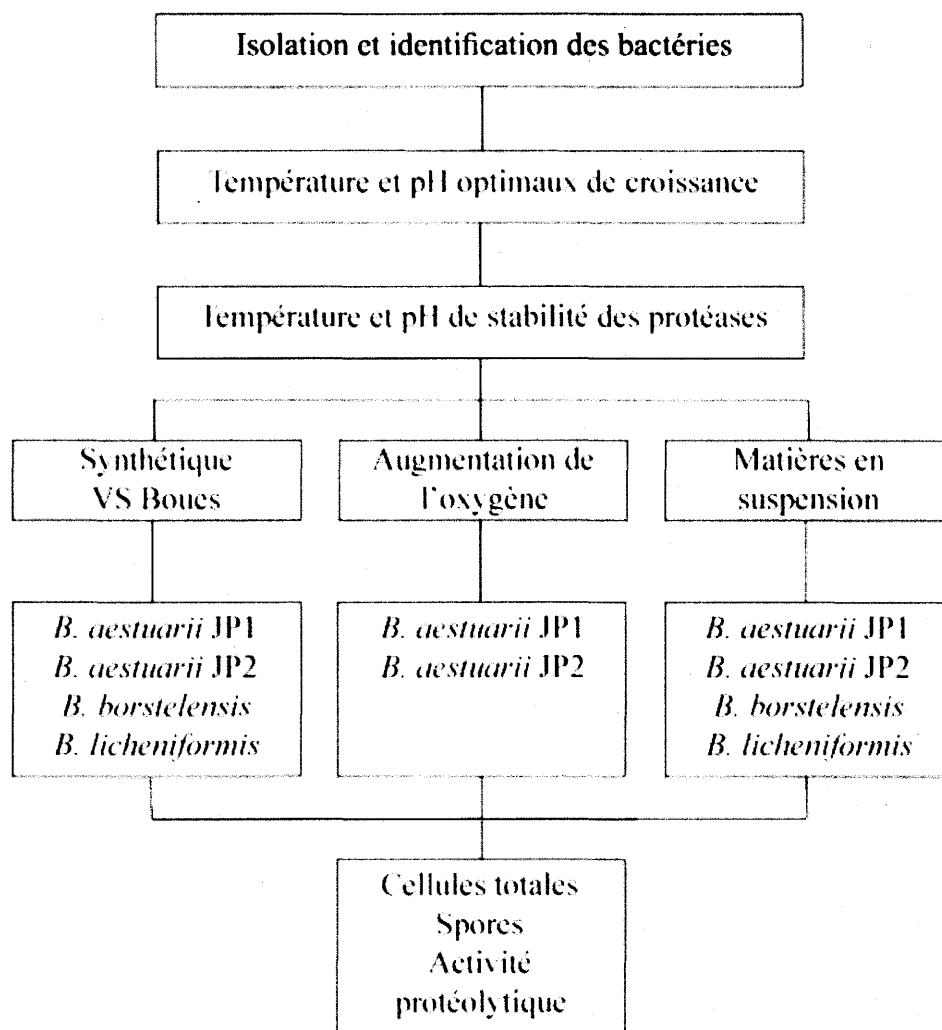 Isolation et identification des bactéries
Température et pH optimaux de croissance
Température et pH de stabilité des protéases
Synthétique
VS Boues
Augmentation de
l'oxygène
Matières en
suspension
B. aestuarii JP1
B. aestuarii JP2
B. borstelensis
B. licheniformis
B. aestuarii JP1
B. aestuarii JP2
B. aestuarii JP1
B. aestuarii JP2
B. borstelensis
B. licheniformis
Cellules totales
Spores
Activité
protéolytique